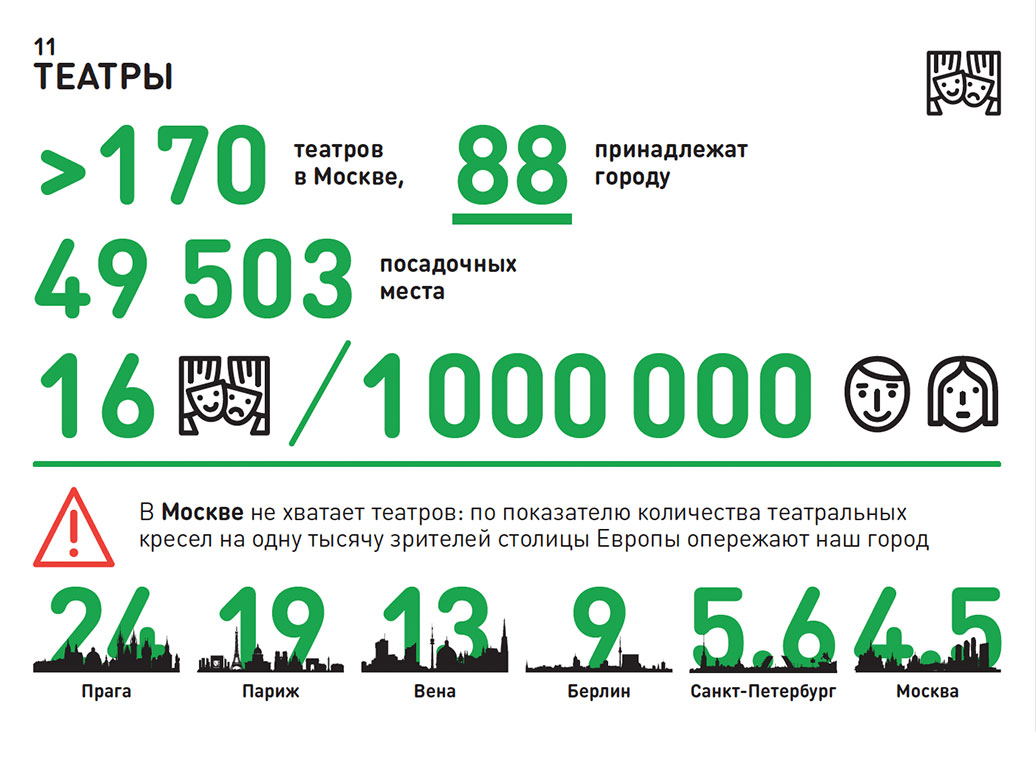 11
ТЕАТРЫ
>170 театров
в Москве,
88 принадлежат
городу
49 503 посадочных
места
16 / 1000 000
В Москве не хватает театров: по показателю количества театральных
кресел на одну тысячу зрителей столицы Европы опережают наш город
24 19 13 9 5.6 4.5
Прага Париж Вена Берлин Санкт-Петербург Москва